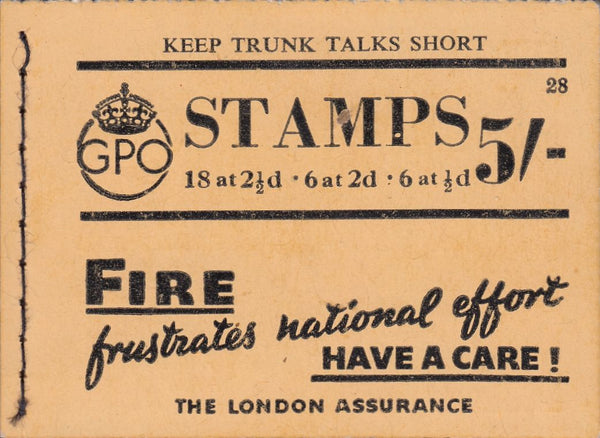 KEEP TRUNK TALKS SHORT
28
GPO
STAMPS 5/-
18 at 2½d · 6 at 2d · 6 at ½d
FIRE
frustrates national effort
HAVE A CARE!
THE LONDON ASSURANCE